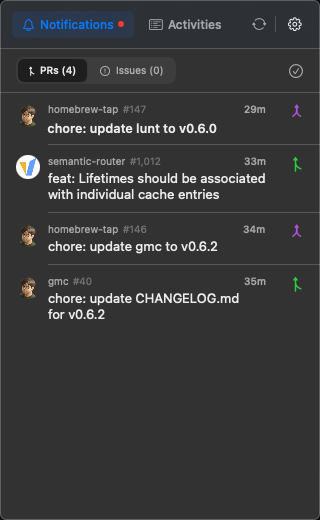 Notifications Activities
PRs (4) Issues (0)
homebrew-tap #147 29m
chore: update lunt to v0.6.0
semantic-router #1,012 33m
feat: Lifetimes should be associated
with individual cache entries
homebrew-tap #146 34m
chore: update gmc to v0.6.2
gmc #40 35m
chore: update CHANGELOG.md
for v0.6.2